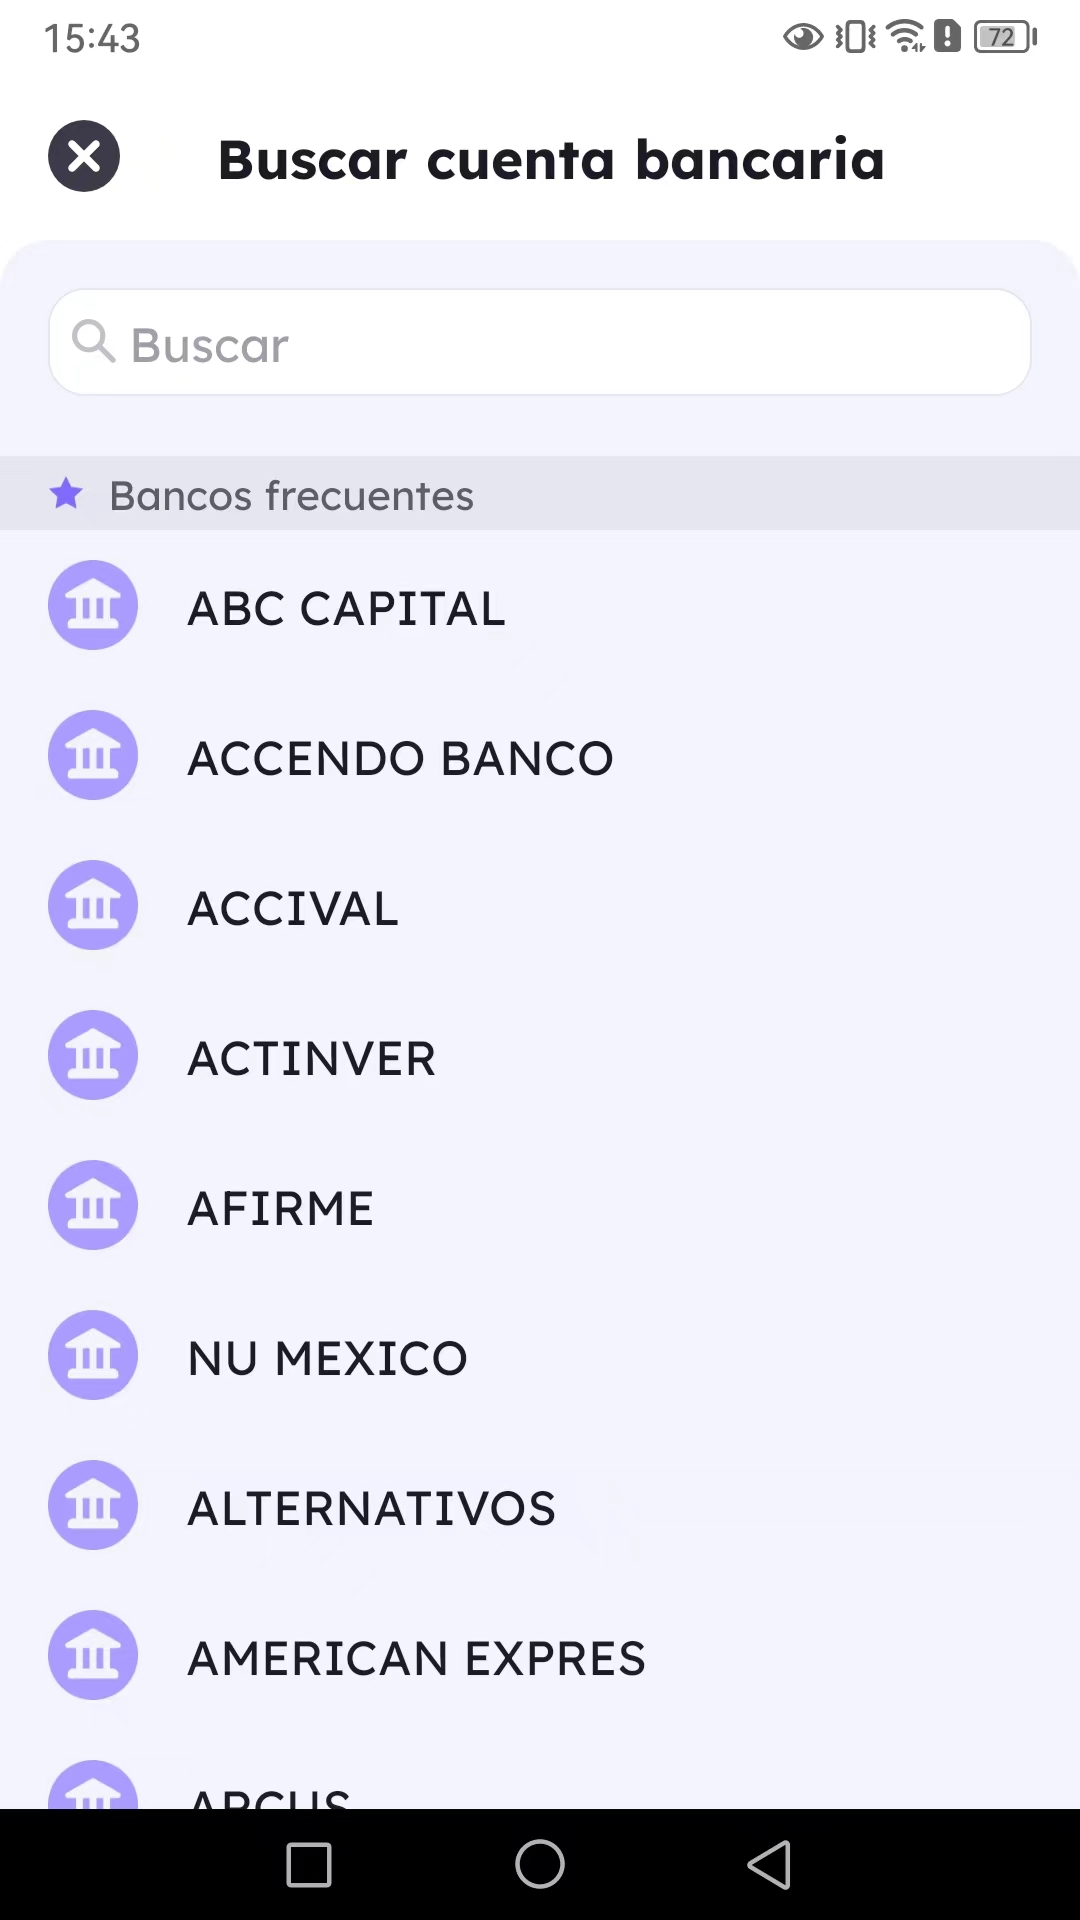 15:43
72
Buscar cuenta bancaria
Buscar
Bancos frecuentes
ABC CAPITAL
ACCENDO BANCO
ACCIVAL
ACTINVER
AFIRME
NU MEXICO
ALTERNATIVOS
AMERICAN EXPRES
ARCUS